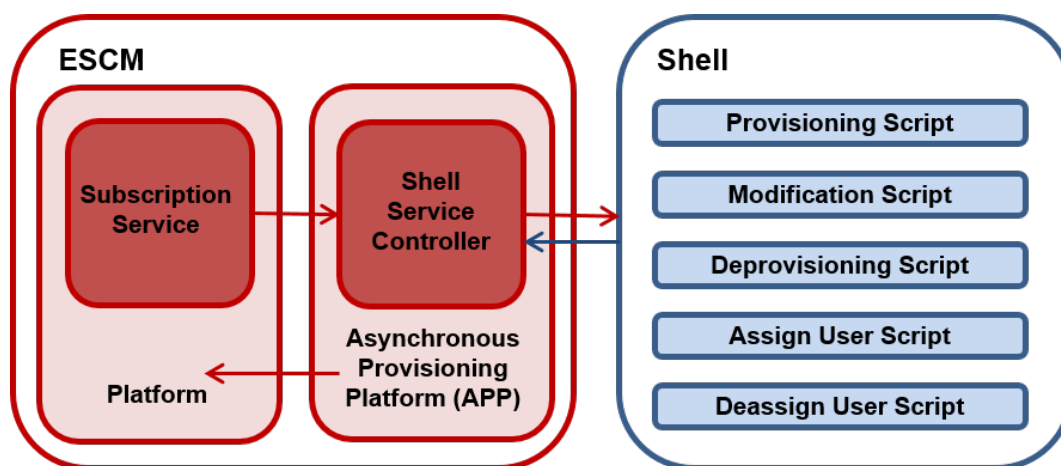 ESCM
Subscription
Service
Platform
Shell
Service
Controller
Asynchronous
Provisioning
Platform (APP)
Shell
Provisioning Script
Modification Script
Deprovisioning Script
Assign User Script
Deassign User Script